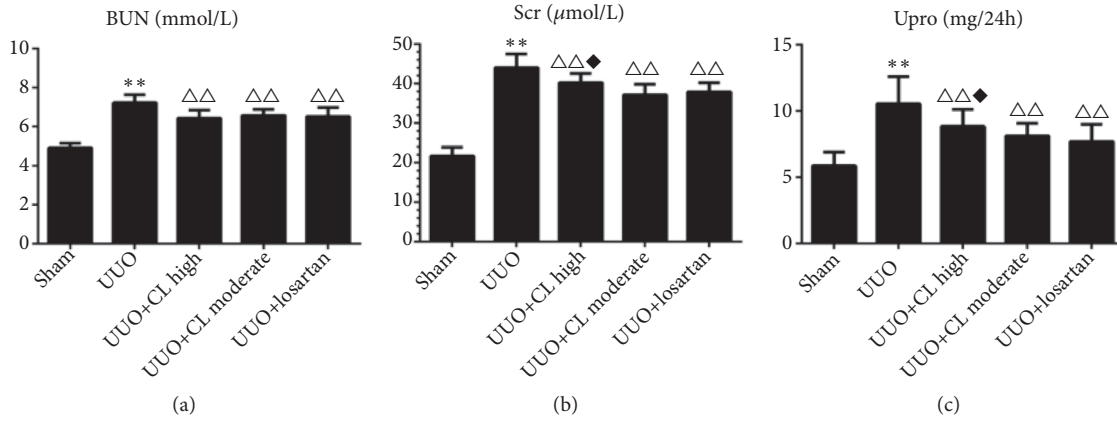 BUN (mmol/L)
10
8
6
4
2
0
**
△△
△△
△△
Sham
UUO
UUO+CL high
UUO+CL moderate
UUO+losartan
(a)
Scr (μmol/L)
50
40
30
20
10
0
**
△△◆
△△
△△
Sham
UUO
UUO+CL high
UUO+CL moderate
UUO+losartan
(b)
Upro (mg/24h)
15
10
5
0
**
△△◆
△△
△△
Sham
UUO
UUO+CL high
UUO+CL moderate
UUO+losartan
(c)